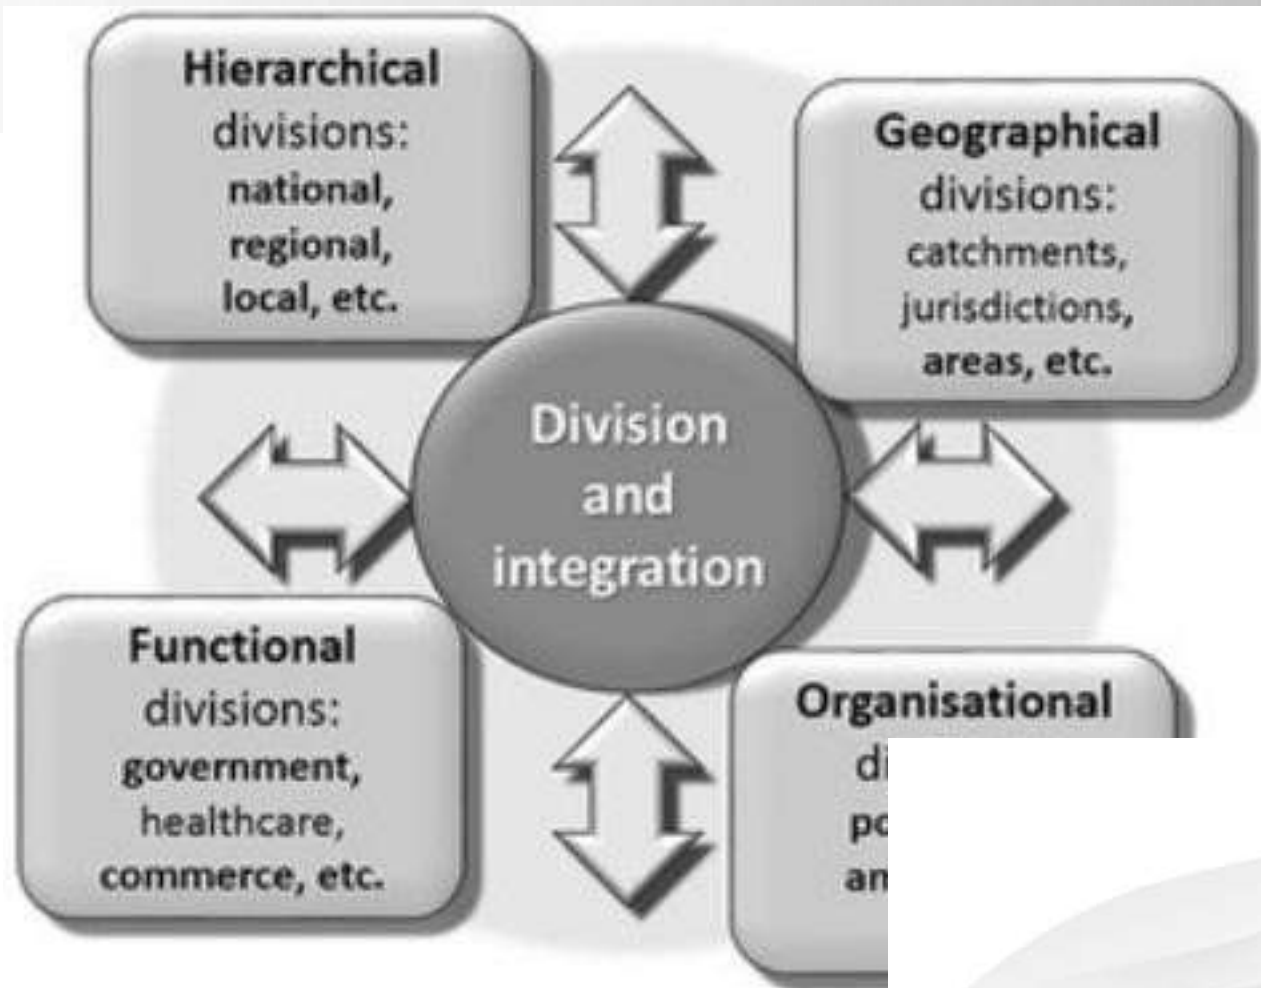 Hierarchical
divisions:
national,
regional,
local, etc.
Geographical
divisions:
catchments,
jurisdictions,
areas, etc.
Division
and
integration
Functional
divisions:
government,
healthcare,
commerce, etc.
Organisational